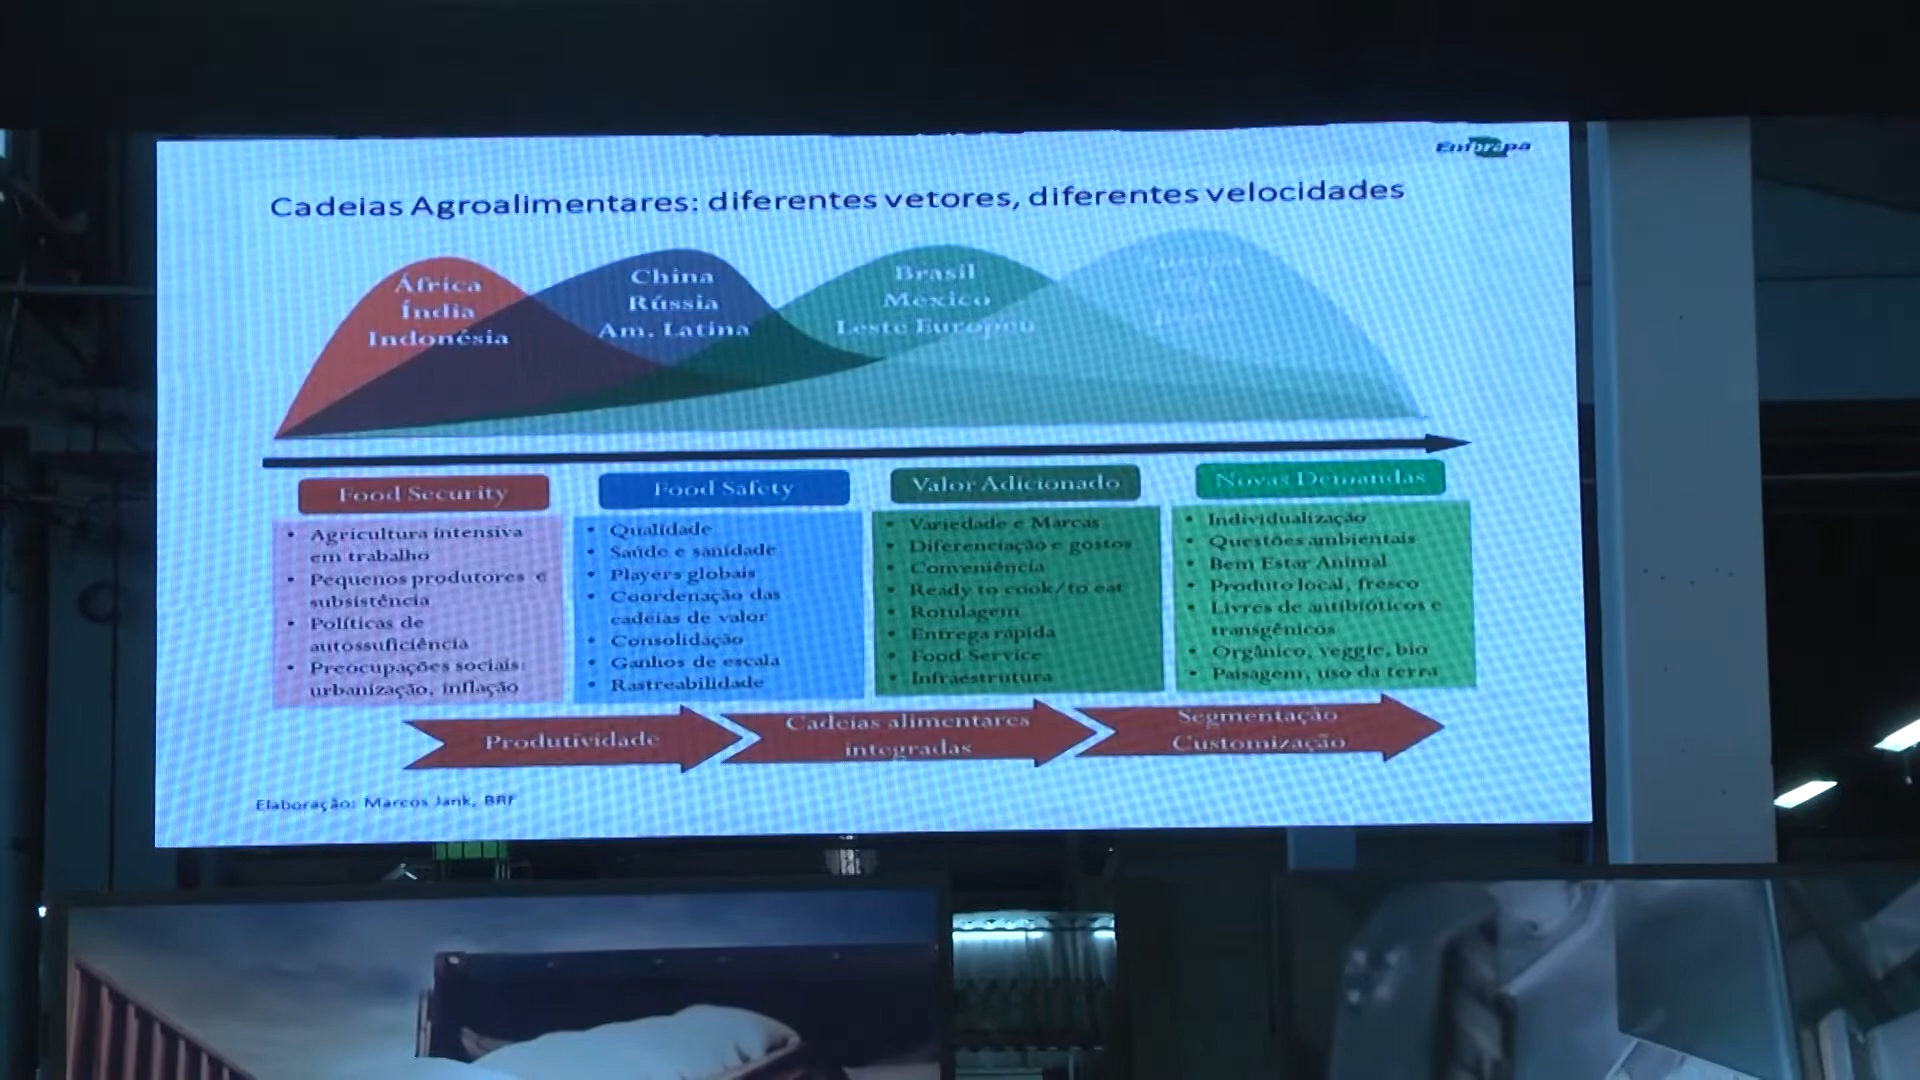 Embrapa
Cadeias Agroalimentares: diferentes vetores, diferentes velocidades
África
Índia
Indonésia
China
Rússia
Am. Latina
Brasil
Mexico
Leste Europeu
Food Security
• Agricultura intensiva
em trabalho
• Pequenos produtores e
subsistência
• Políticas de
autossuficiência
• Preocupações sociais:
urbanização, inflação
Food Safety
• Qualidade
• Saúde e sanidade
• Players globais
• Coordenação das
cadeias de valor
• Consolidação
• Ganhos de escala
• Rastreabilidade
Valor Adicionado
• Variedade e Marcas
• Diferenciação e gostos
• Conveniência
• Ready to cook/to eat
• Rotulagem
• Entrega rápida
• Food Service
• Infraestrutura
Novas Demandas
• Individualização
• Questões ambientais
• Bem Estar Animal
• Produto local, fresco
• Livres de antibióticos e
transgênicos
• Orgânico, veggie, bio
• Paisagem, uso da terra
Produtividade
Cadeias alimentares
integradas
Segmentação
Customização
Elaboração: Marcos Jank, BRF